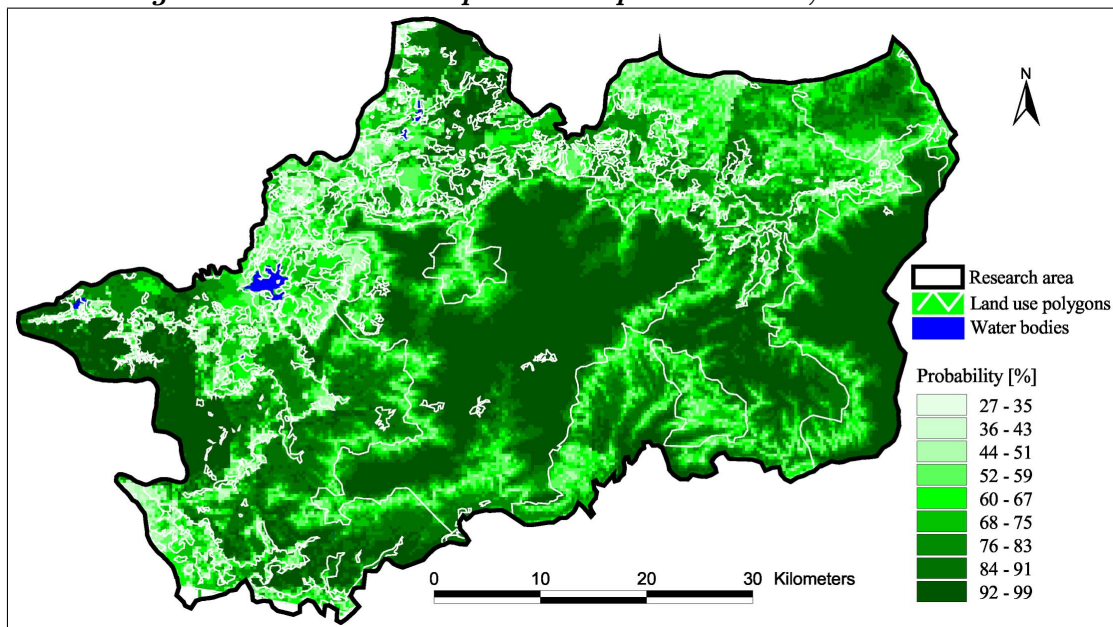 N
Research area
Land use polygons
Water bodies
Probability [%]
27 - 35
36 - 43
44 - 51
52 - 59
60 - 67
68 - 75
76 - 83
84 - 91
92 - 99
0 10 20 30 Kilometers